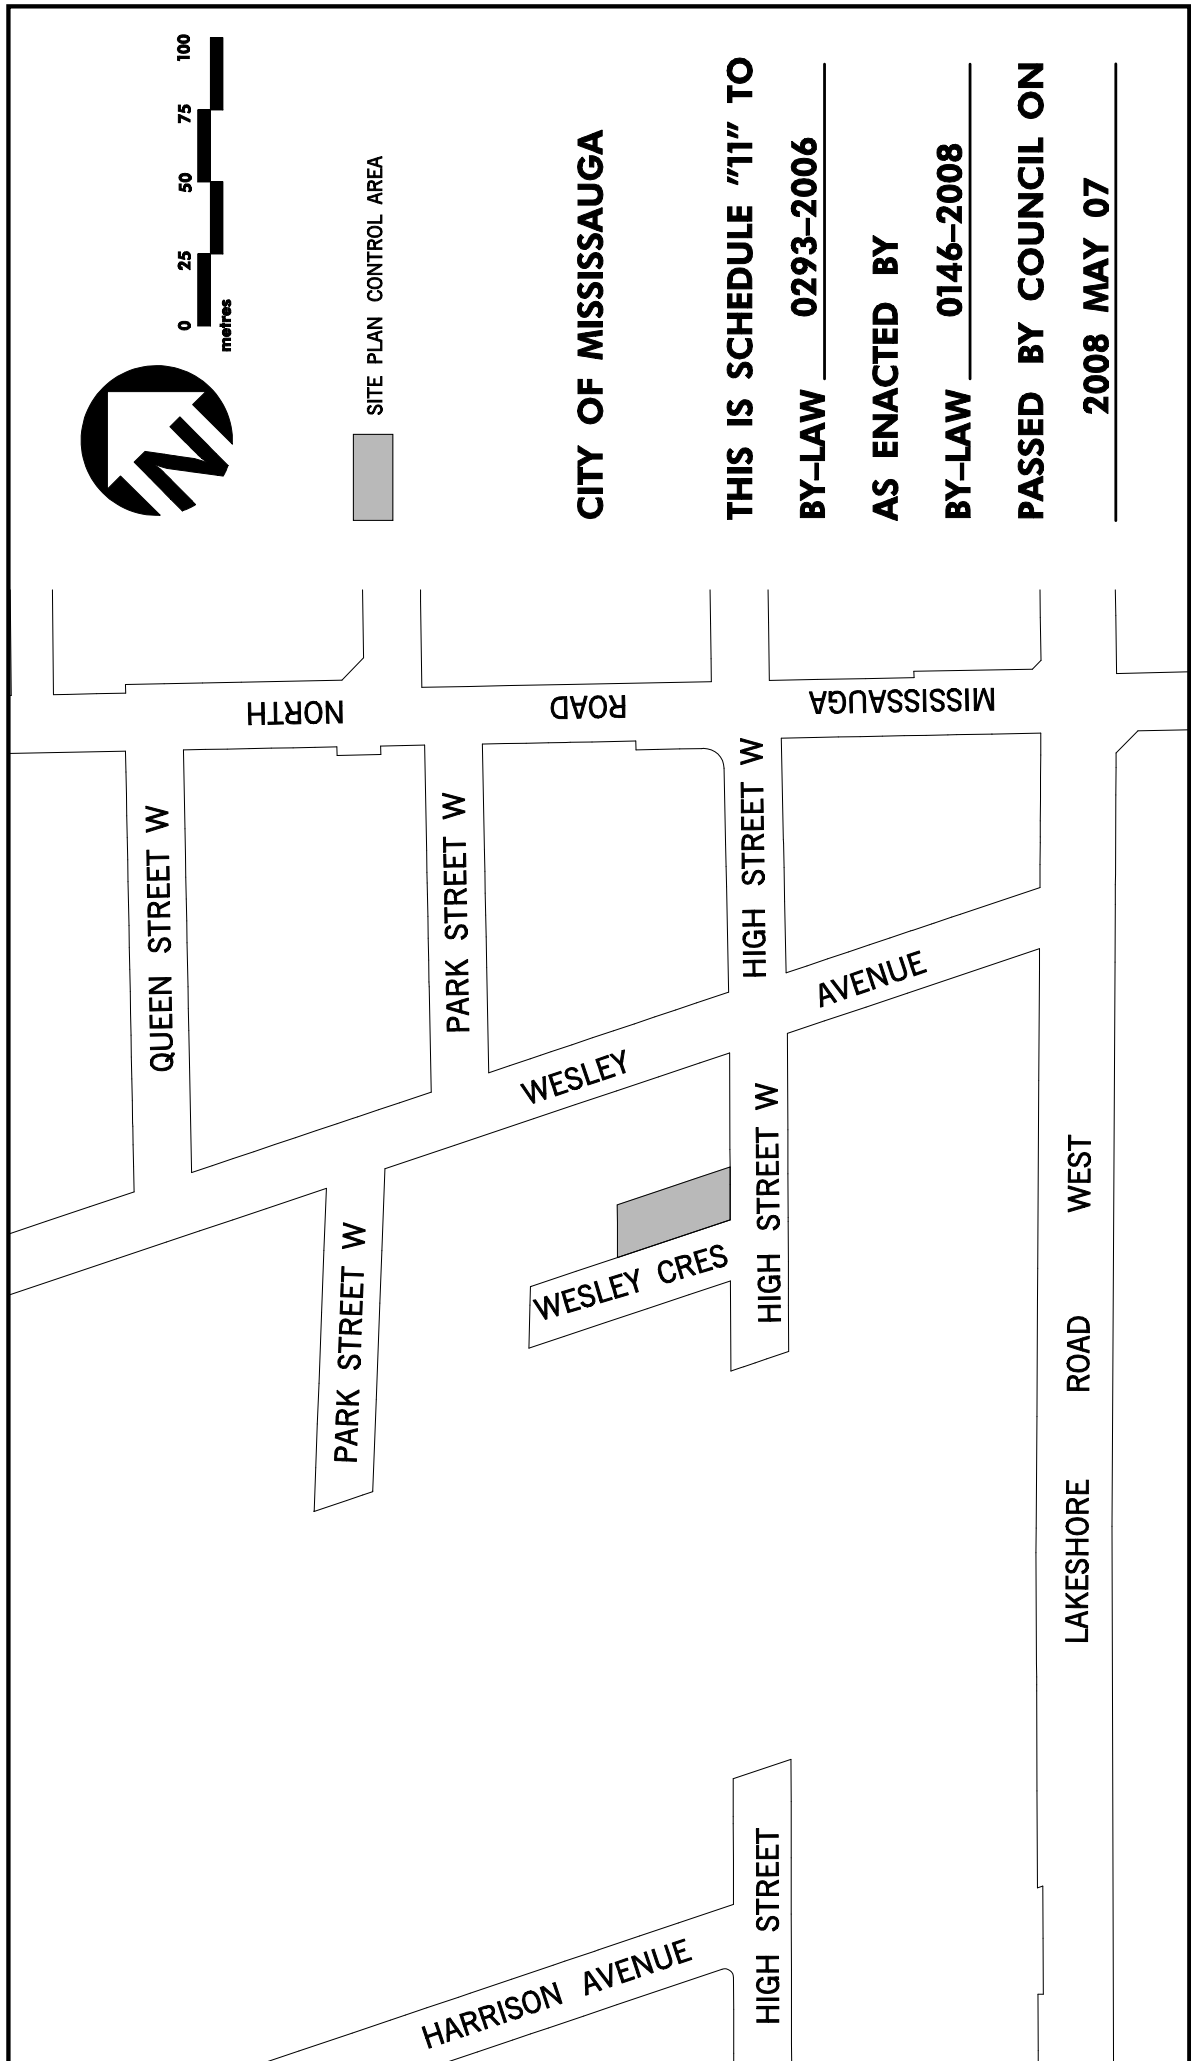 0 25 50 75 100
metres
N
SITE PLAN CONTROL AREA
CITY OF MISSISSAUGA
THIS IS SCHEDULE "11" TO
BY-LAW 0293-2006
AS ENACTED BY
BY-LAW 0146-2008
PASSED BY COUNCIL ON
2008 MAY 07
MISSISSAUGA ROAD NORTH
QUEEN STREET W
PARK STREET W
HIGH STREET W
WESLEY AVENUE
PARK STREET W
WESLEY CRES
HIGH STREET W
LAKESHORE ROAD WEST
HARRISON AVENUE
HIGH STREET